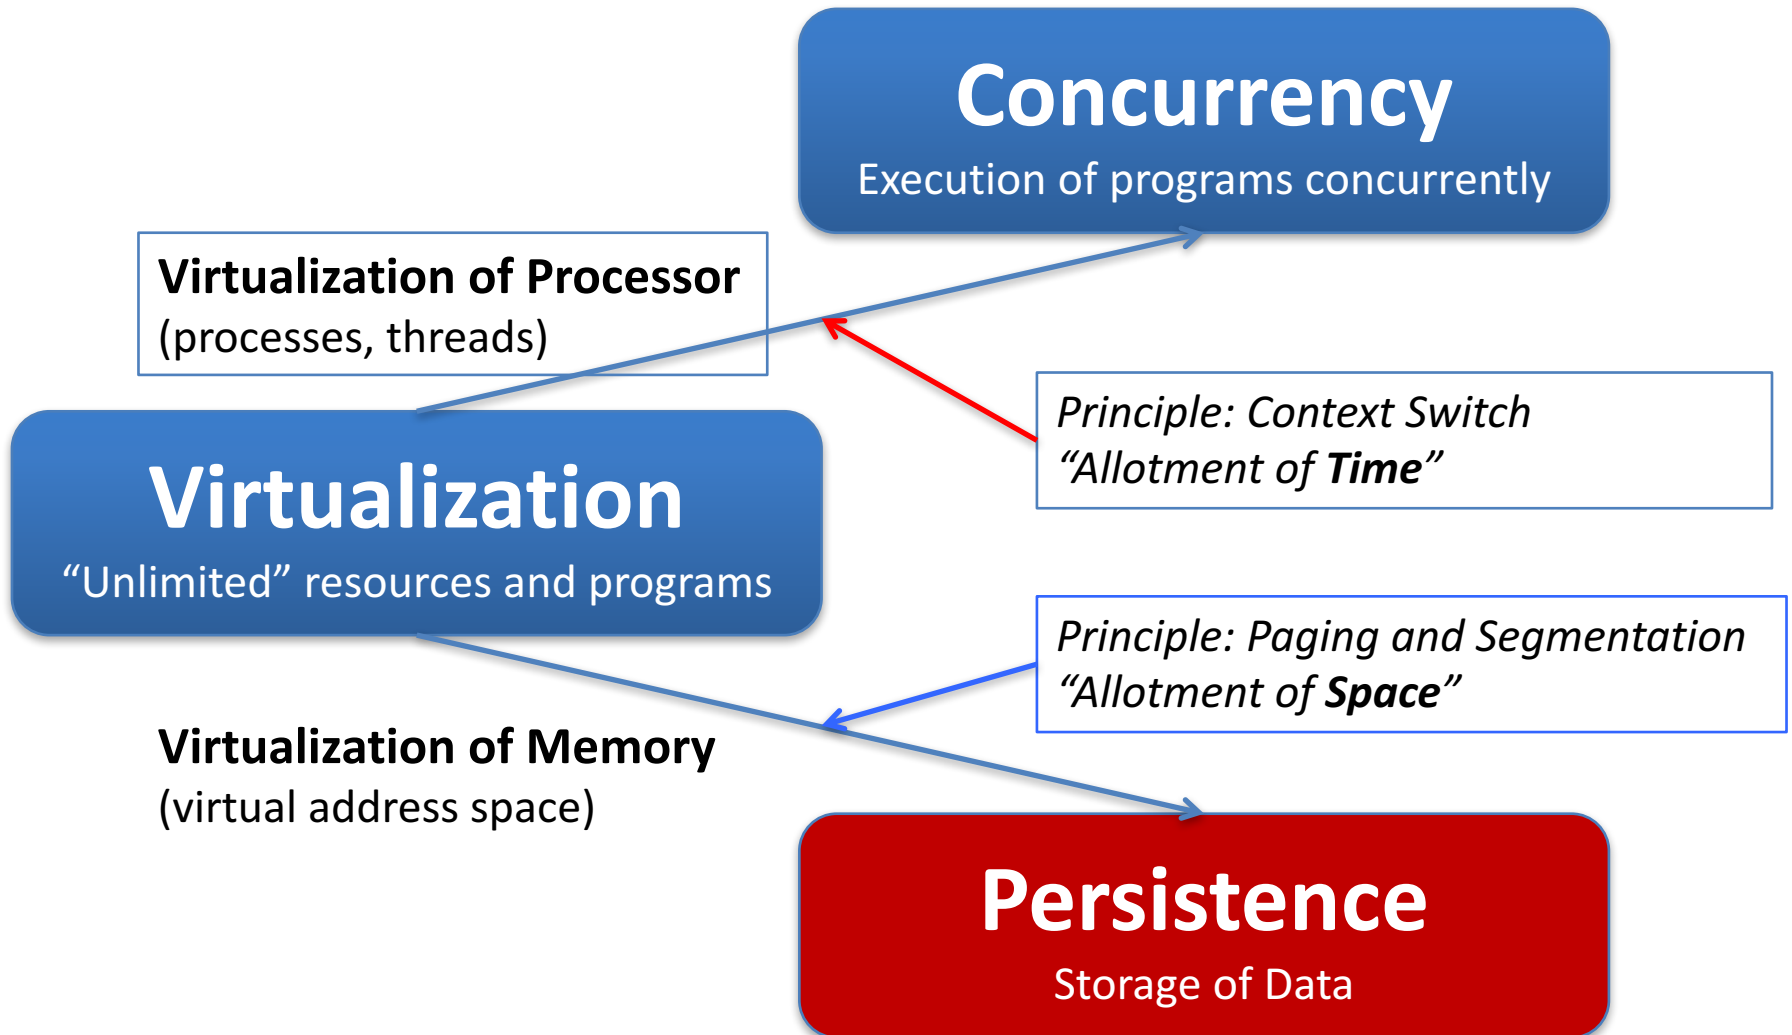 Concurrency
Execution of programs concurrently
Virtualization of Processor
(processes, threads)
Principle: Context Switch
“Allotment of Time”
Virtualization
“Unlimited” resources and programs
Principle: Paging and Segmentation
“Allotment of Space”
Virtualization of Memory
(virtual address space)
Persistence
Storage of Data